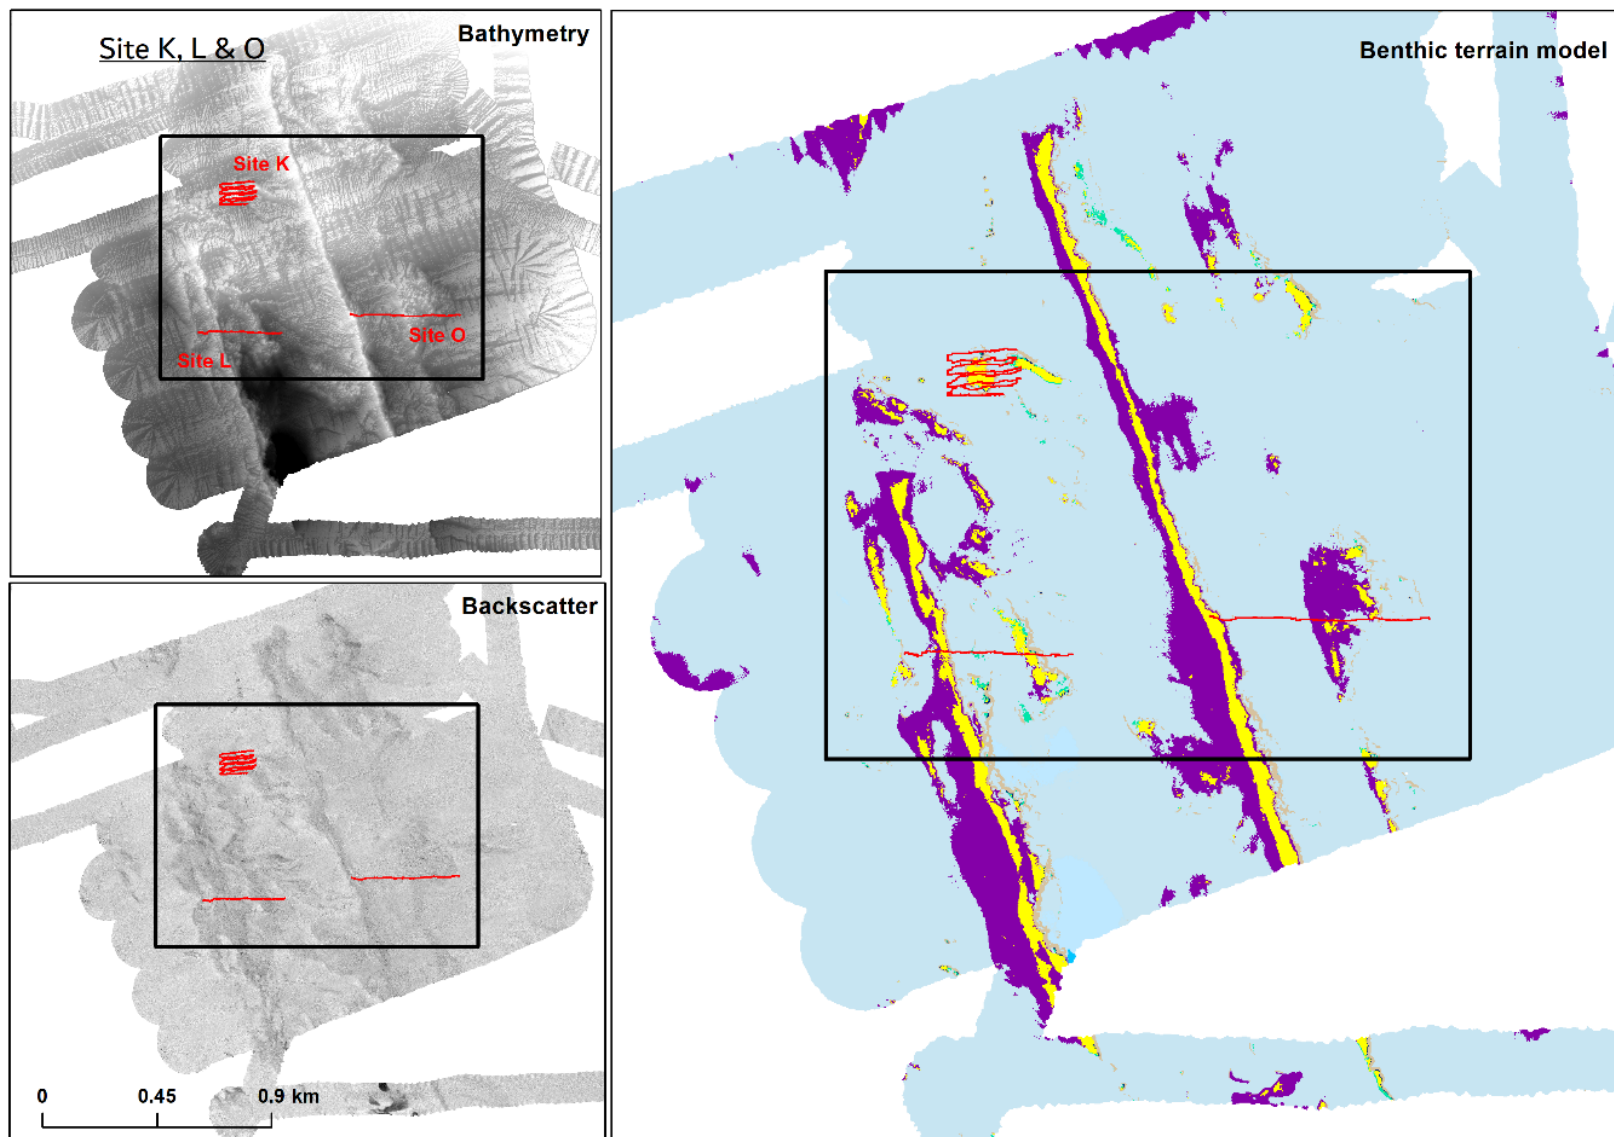 Site K, L & O
Bathymetry
Site K
Site O
Site L
Backscatter
0 0.45 0.9 km
Benthic terrain model